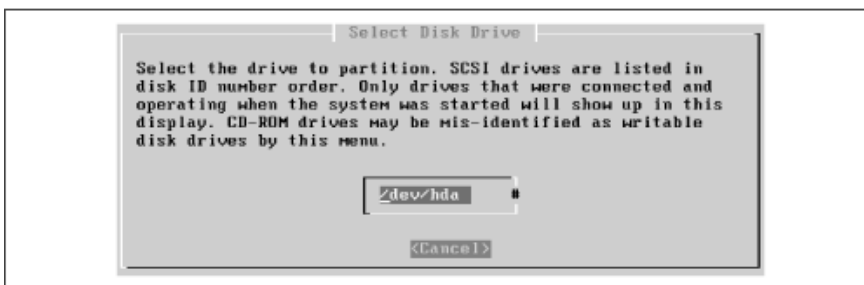 Select Disk Drive
Select the drive to partition. SCSI drives are listed in
disk ID number order. Only drives that were connected and
operating when the system was started will show up in this
display. CD-ROM drives may be mis-identified as writable
disk drives by this menu.
/dev/hda #
<Cancel>